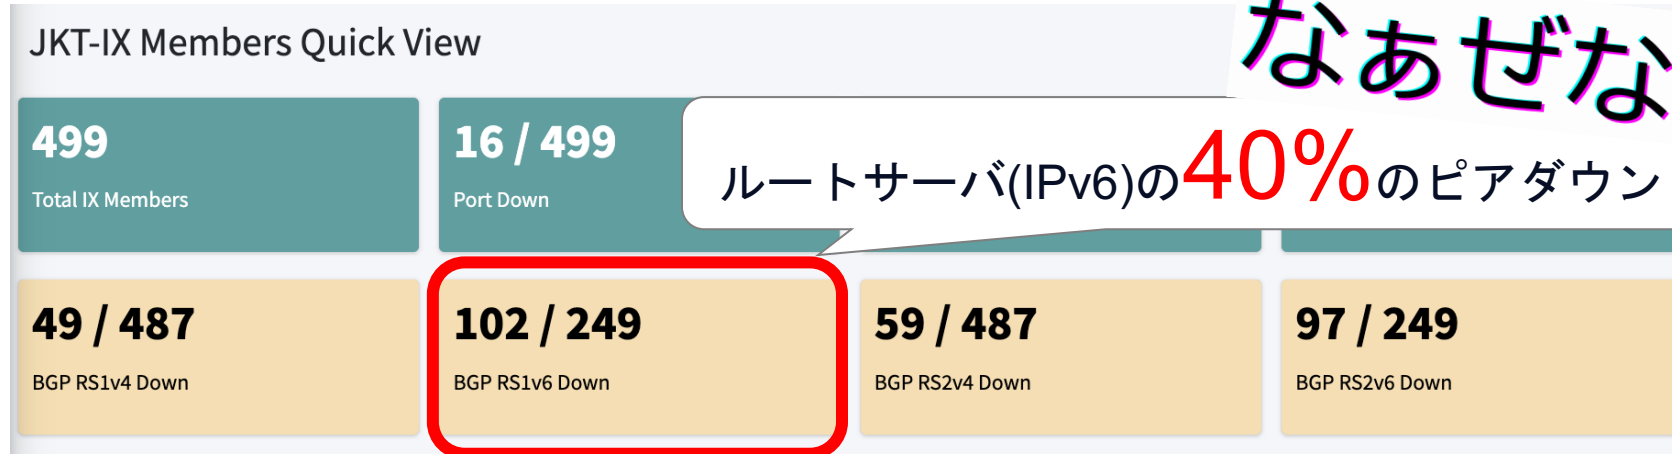 JKT-IX Members Quick View
なぁぜな
499
Total IX Members
16 / 499
Port Down
ルートサーバ(IPv6)の40%のピアダウン
49 / 487
BGP RS1v4 Down
102 / 249
BGP RS1v6 Down
59 / 487
BGP RS2v4 Down
97 / 249
BGP RS2v6 Down